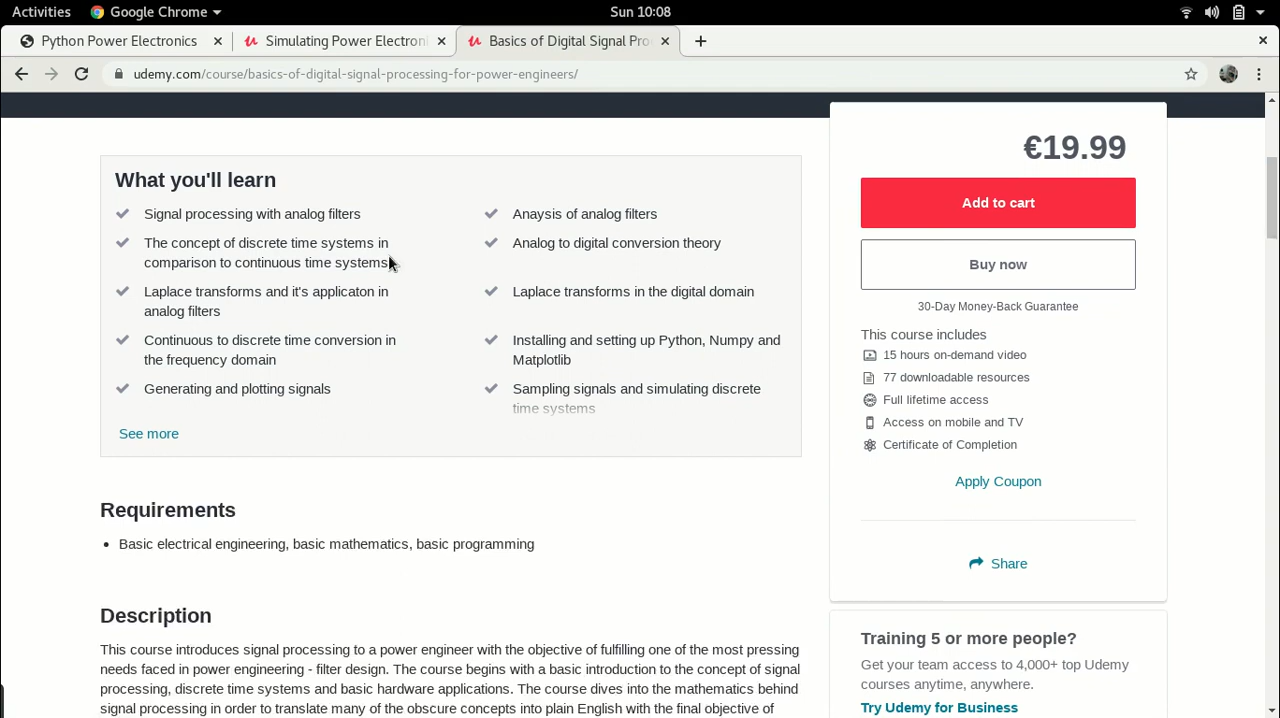 Activities Google Chrome Sun 10:08
Python Power Electronics Simulating Power Electroni Basics of Digital Signal Pro
udemy.com/course/basics-of-digital-signal-processing-for-power-engineers/
What you'll learn
Signal processing with analog filters
Anaysis of analog filters
The concept of discrete time systems in
comparison to continuous time systems
Analog to digital conversion theory
Laplace transforms and it's applicaton in
analog filters
Laplace transforms in the digital domain
Continuous to discrete time conversion in
the frequency domain
Installing and setting up Python, Numpy and
Matplotlib
Generating and plotting signals
Sampling signals and simulating discrete
time systems
See more
Requirements
Basic electrical engineering, basic mathematics, basic programming
Description
This course introduces signal processing to a power engineer with the objective of fulfilling one of the most pressing
needs faced in power engineering - filter design. The course begins with a basic introduction to the concept of signal
processing, discrete time systems and basic hardware applications. The course dives into the mathematics behind
signal processing in order to translate many of the obscure concepts into plain English with the final objective of
€19.99
Add to cart
Buy now
30-Day Money-Back Guarantee
This course includes
15 hours on-demand video
77 downloadable resources
Full lifetime access
Access on mobile and TV
Certificate of Completion
Apply Coupon
Share
Training 5 or more people?
Get your team access to 4,000+ top Udemy
courses anytime, anywhere.
Try Udemy for Business